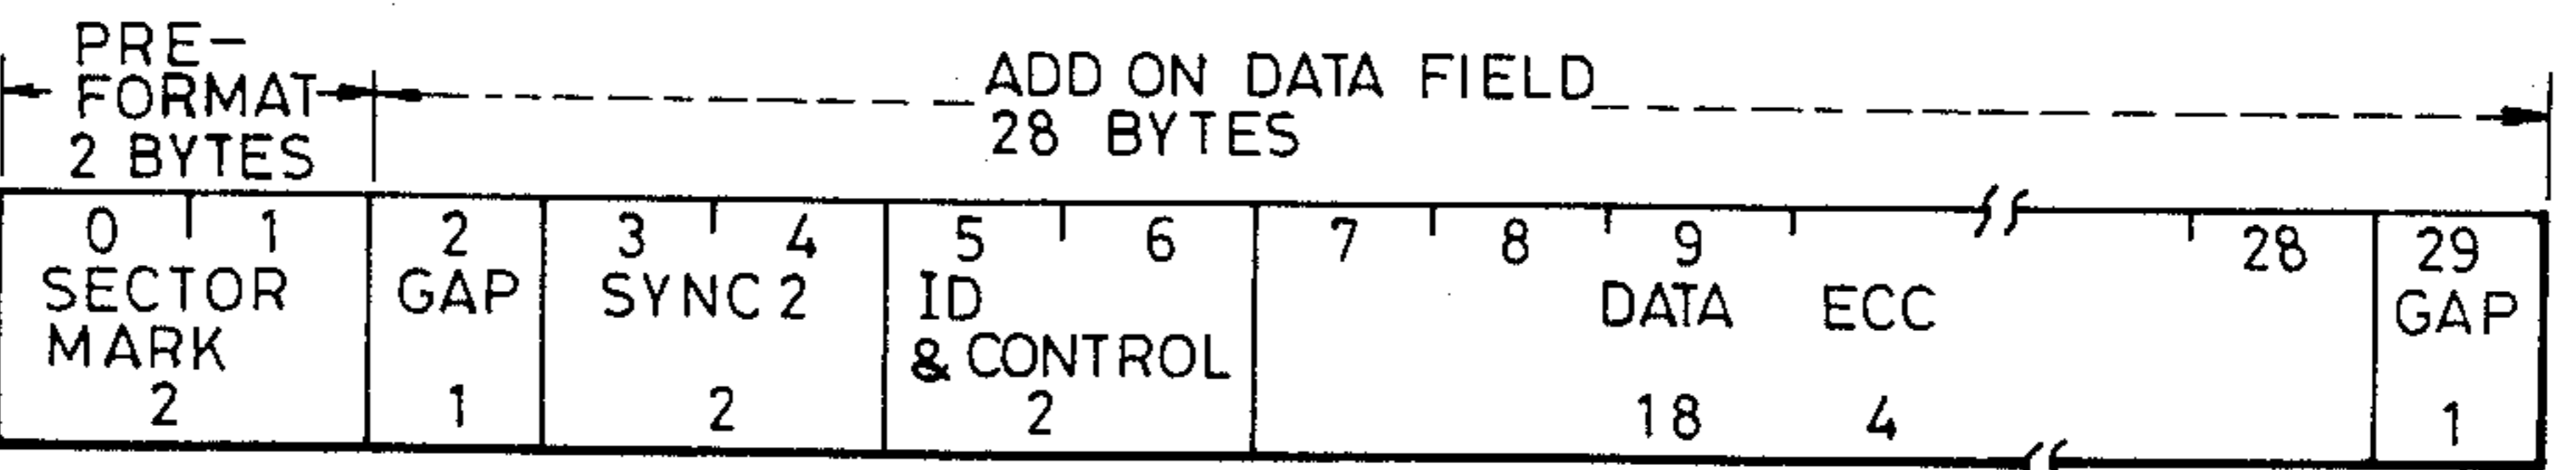 PRE-
FORMAT
2 BYTES
ADD ON DATA FIELD
28 BYTES
0 1 2 3 4 5 6 7 8 9 28 29
SECTOR
MARK
2
GAP
1
SYNC 2
2
ID
& CONTROL
2
DATA ECC
18 4
GAP
1